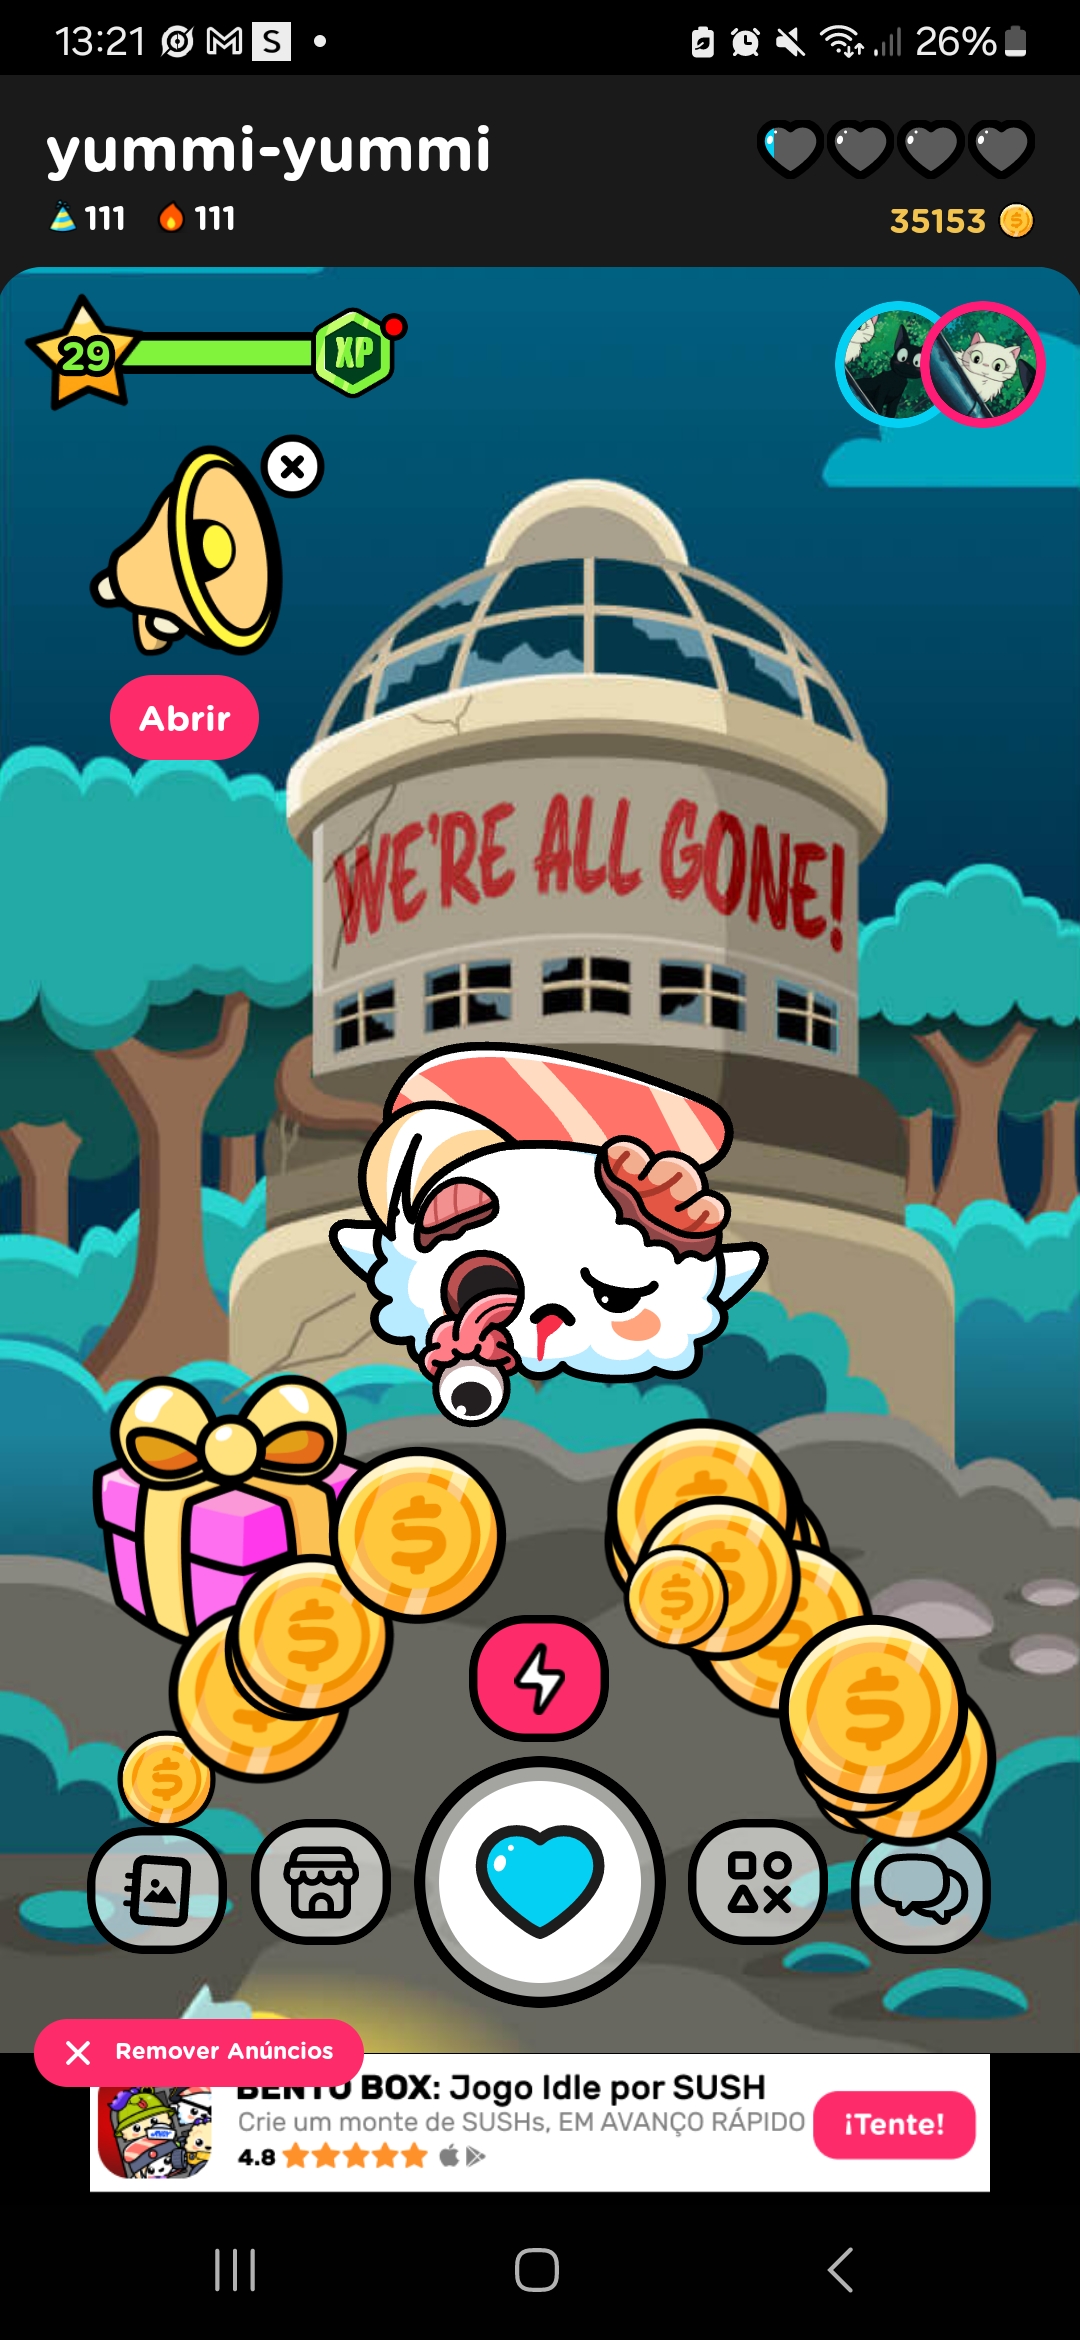 13:21 S 26%
yummi-yummi
111 111
35153
29 XP
Abrir
WE'RE ALL GONE!
Remover Anúncios
BENTO BOX: Jogo Idle por SUSH
Crie um monte de SUSHs, EM AVANÇO RÁPIDO
4.8
¡Tente!